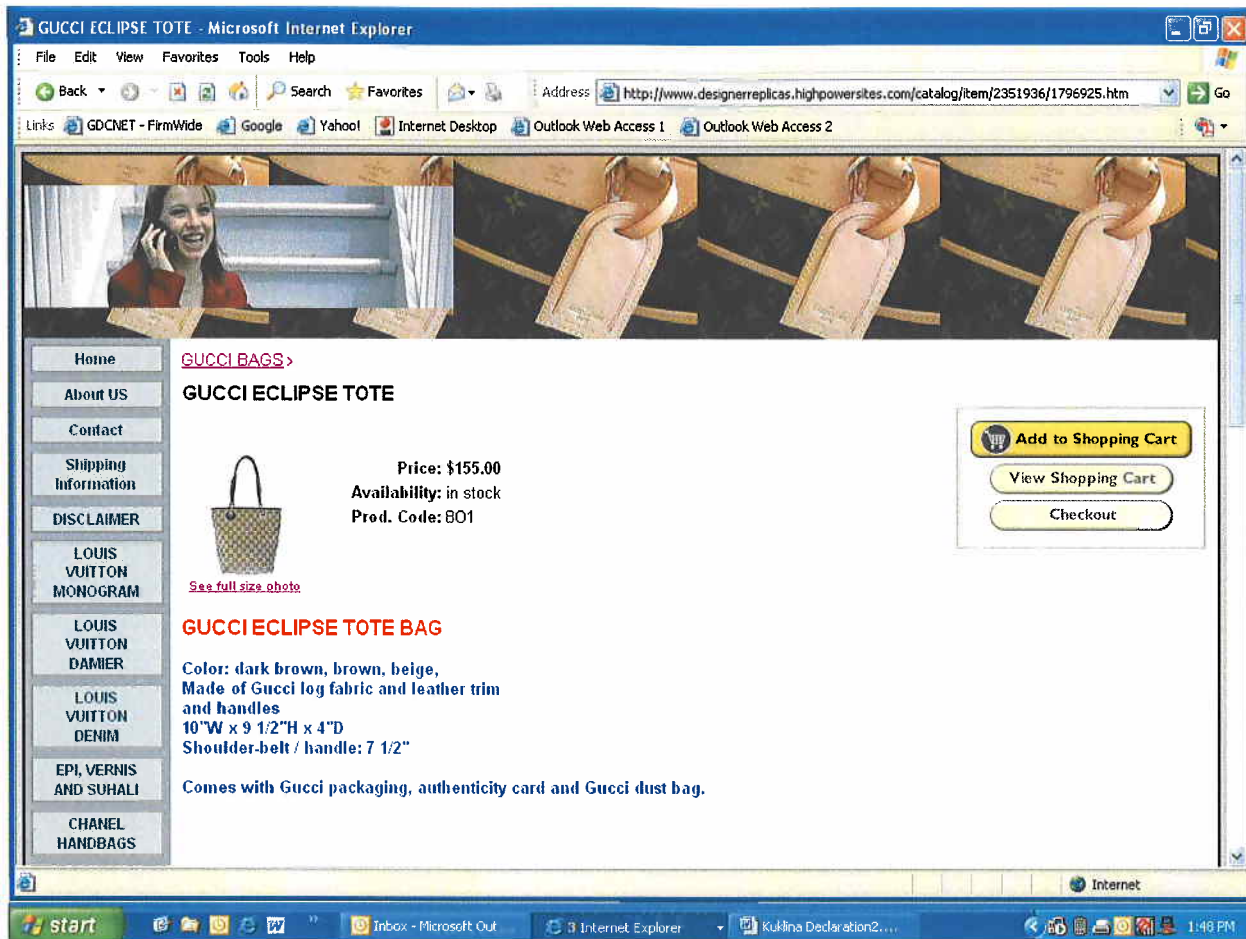 GUCCI ECLIPSE TOTE - Microsoft Internet Explorer
File Edit View Favorites Tools Help
Back Search Favorites Address http://www.designerreplicas.highpowersites.com/catalog/item/2351936/1796925.htm Go
Links GDCNET - FirmWide Google Yahoo! Internet Desktop Outlook Web Access 1 Outlook Web Access 2
Home
About US
Contact
Shipping
Information
DISCLAIMER
LOUIS
VUITTON
MONOGRAM
LOUIS
VUITTON
DAMIER
LOUIS
VUITTON
DENIM
EPI, VERNIS
AND SUHALI
CHANEL
HANDBAGS
GUCCI BAGS >
GUCCI ECLIPSE TOTE
Price: $155.00
Availability: in stock
Prod. Code: BO1
See full size photo
Add to Shopping Cart
View Shopping Cart
Checkout
GUCCI ECLIPSE TOTE BAG
Color: dark brown, brown, beige,
Made of Gucci log fabric and leather trim
and handles
10"W x 9 1/2"H x 4"D
Shoulder-belt / handle: 7 1/2"
Comes with Gucci packaging, authenticity card and Gucci dust bag.
Internet
start Inbox - Microsoft Out 3 Internet Explorer Kuklina Declaration2.... 1:48 PM